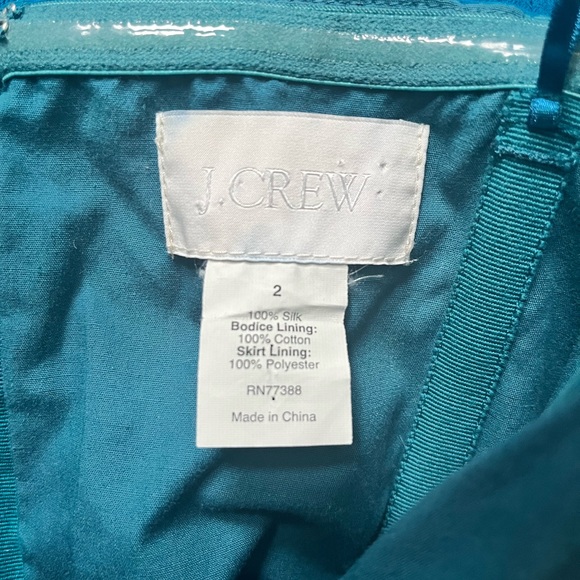 J.CREW
2
100% Silk
Bodice Lining:
100% Cotton
Skirt Lining:
100% Polyester
RN77388
Made in China